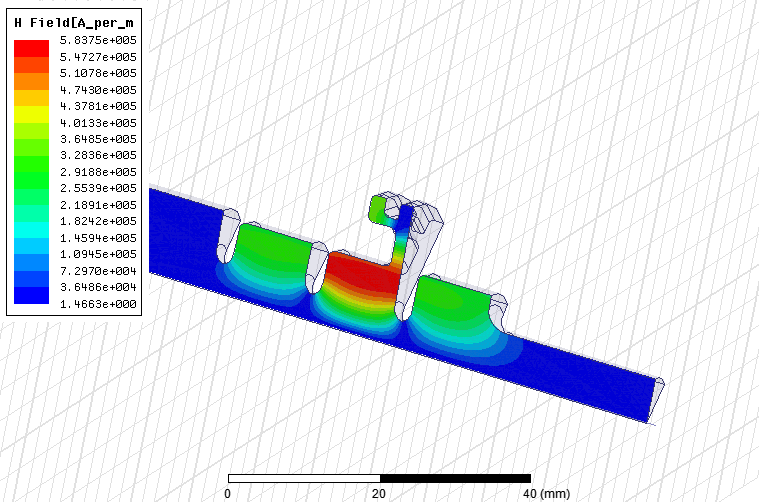 H Field[A_per_m
5.8375e+005
5.4727e+005
5.1078e+005
4.7430e+005
4.3781e+005
4.0133e+005
3.6485e+005
3.2836e+005
2.9188e+005
2.5539e+005
2.1891e+005
1.8242e+005
1.4594e+005
1.0945e+005
7.2970e+004
3.6486e+004
1.4663e+000
0 20 40 (mm)